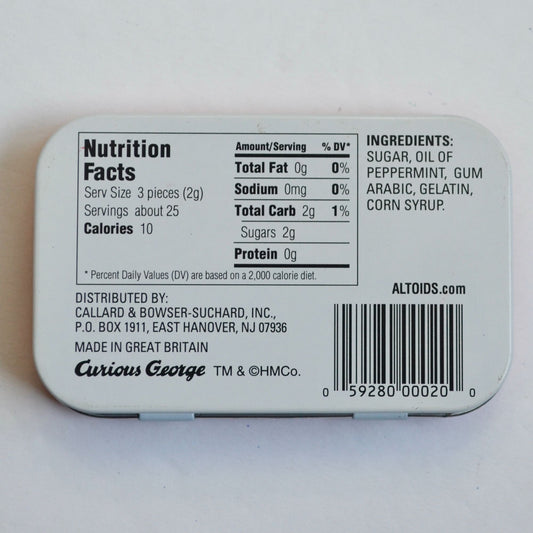 Nutrition
Facts
Serv Size 3 pieces (2g)
Servings about 25
Calories 10
Amount/Serving % DV*
Total Fat 0g 0%
Sodium 0mg 0%
Total Carb 2g 1%
Sugars 2g
Protein 0g
* Percent Daily Values (DV) are based on a 2,000 calorie diet.
INGREDIENTS:
SUGAR, OIL OF
PEPPERMINT, GUM
ARABIC, GELATIN,
CORN SYRUP.
ALTOIDS.com
DISTRIBUTED BY:
CALLARD & BOWSER-SUCHARD, INC.,
P.O. BOX 1911, EAST HANOVER, NJ 07936
MADE IN GREAT BRITAIN
Curious George TM & ©HMCo.
0 59280 00020 0